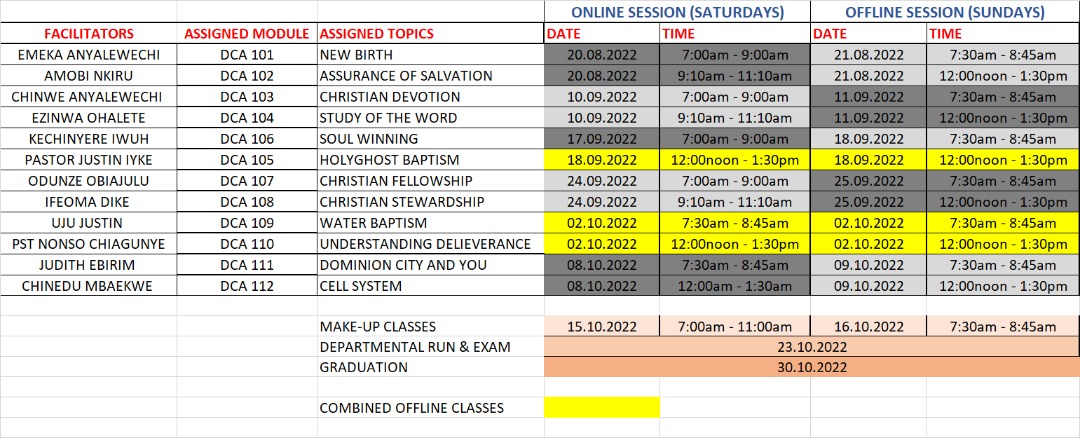 ONLINE SESSION (SATURDAYS) OFFLINE SESSION (SUNDAYS)
FACILITATORS ASSIGNED MODULE ASSIGNED TOPICS DATE TIME DATE TIME
EMEKA ANYALEWECHI DCA 101 NEW BIRTH 20.08.2022 7:00am - 9:00am 21.08.2022 7:30am - 8:45am
AMOBI NKIRU DCA 102 ASSURANCE OF SALVATION 20.08.2022 9:10am - 11:10am 21.08.2022 12:00noon - 1:30pm
CHINWE ANYALEWECHI DCA 103 CHRISTIAN DEVOTION 10.09.2022 7:00am - 9:00am 11.09.2022 7:30am - 8:45am
EZINWA OHALETE DCA 104 STUDY OF THE WORD 10.09.2022 9:10am - 11:10am 11.09.2022 12:00noon - 1:30pm
KECHINYERE IWUH DCA 106 SOUL WINNING 17.09.2022 7:00am - 9:00am 18.09.2022 7:30am - 8:45am
PASTOR JUSTIN IYKE DCA 105 HOLYGHOST BAPTISM 18.09.2022 12:00noon - 1:30pm 18.09.2022 12:00noon - 1:30pm
ODUNZE OBIAJULU DCA 107 CHRISTIAN FELLOWSHIP 24.09.2022 7:00am - 9:00am 25.09.2022 7:30am - 8:45am
IFEOMA DIKE DCA 108 CHRISTIAN STEWARDSHIP 24.09.2022 9:10am - 11:10am 25.09.2022 12:00noon - 1:30pm
UJU JUSTIN DCA 109 WATER BAPTISM 02.10.2022 7:30am - 8:45am 02.10.2022 7:30am - 8:45am
PST NONSO CHIAGUNYE DCA 110 UNDERSTANDING DELIEVERANCE 02.10.2022 12:00noon - 1:30pm 02.10.2022 12:00noon - 1:30pm
JUDITH EBIRIM DCA 111 DOMINION CITY AND YOU 08.10.2022 7:30am - 8:45am 09.10.2022 7:30am - 8:45am
CHINEDU MBAEKWE DCA 112 CELL SYSTEM 08.10.2022 12:00am - 1:30am 09.10.2022 12:00noon - 1:30pm
MAKE-UP CLASSES 15.10.2022 7:00am - 11:00am 16.10.2022 7:30am - 8:45am
DEPARTMENTAL RUN & EXAM 23.10.2022
GRADUATION 30.10.2022
COMBINED OFFLINE CLASSES